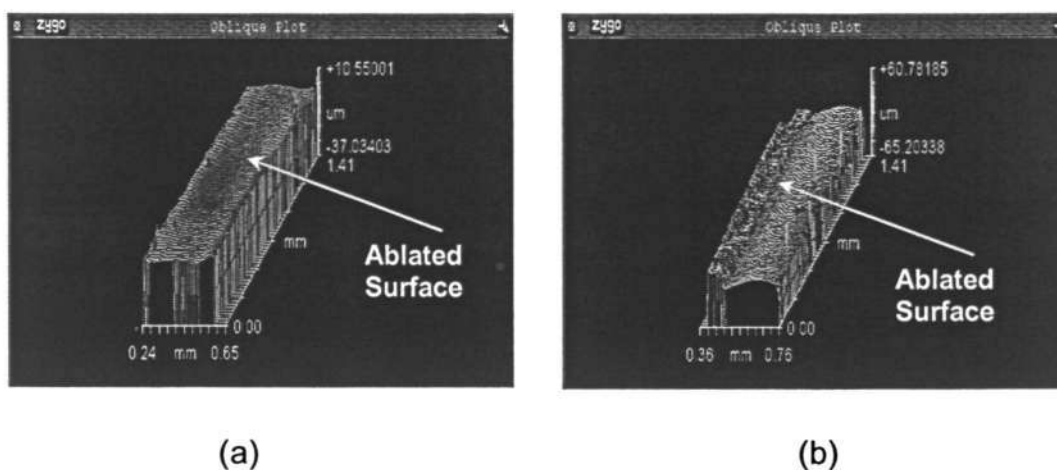 zygo
Oblique Plot
+10.55001
um
-37.03403
1.41
mm
Ablated
Surface
0.00
0.24 mm 0.65
(a)
zygo
Oblique Plot
+60.78185
um
-65.20338
1.41
mm
Ablated
Surface
0.00
0.36 mm 0.76
(b)